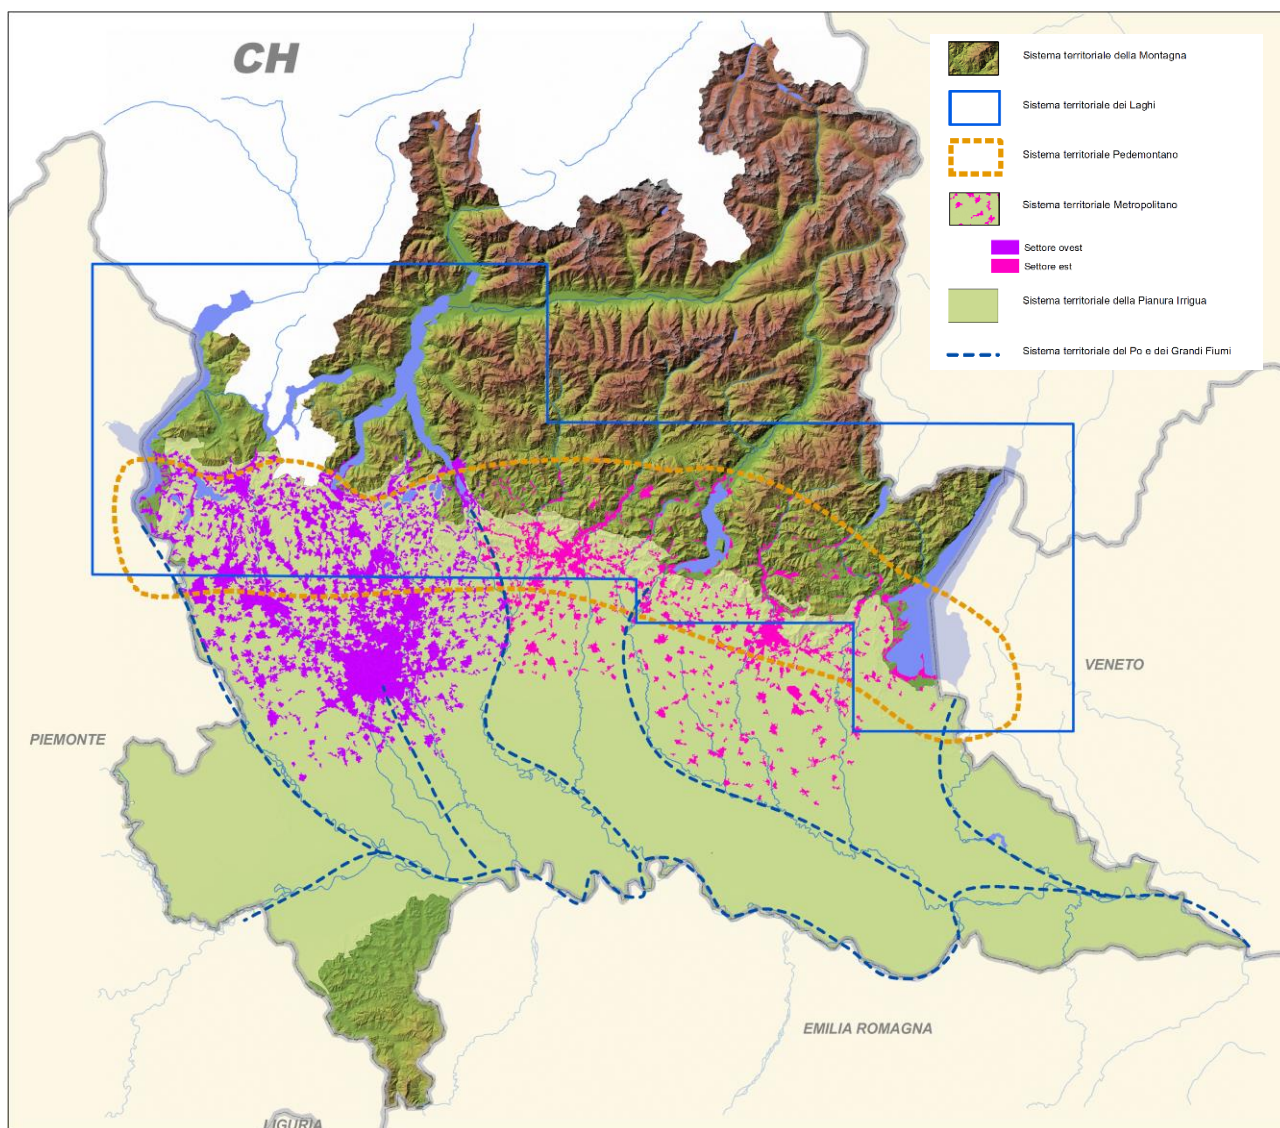 CH
Sistema territoriale della Montagna
Sistema territoriale dei Laghi
Sistema territoriale Pedemontano
Sistema territoriale Metropolitano
Settore ovest
Settore est
Sistema territoriale della Pianura Irrigua
Sistema territoriale del Po e dei Grandi Fiumi
VENETO
PIEMONTE
EMILIA ROMAGNA
LIGURIA